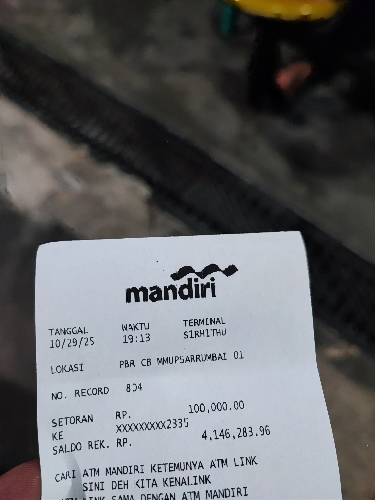 mandiri
TANGGAL WAKTU TERMINAL
10/29/25 19:13 S1RH1THU
LOKASI PBR CB MMUPSARRUMBAI 01
NO. RECORD 804
SETORAN RP. 100,000.00
KE XXXXXXXXX2335
SALDO REK. RP. 4,146,283.96
CARI ATM MANDIRI KETEMUNYA ATM LINK
SINI DEH KITA KENALINK
LINK SAMA DENGAN ATM MANDIRI